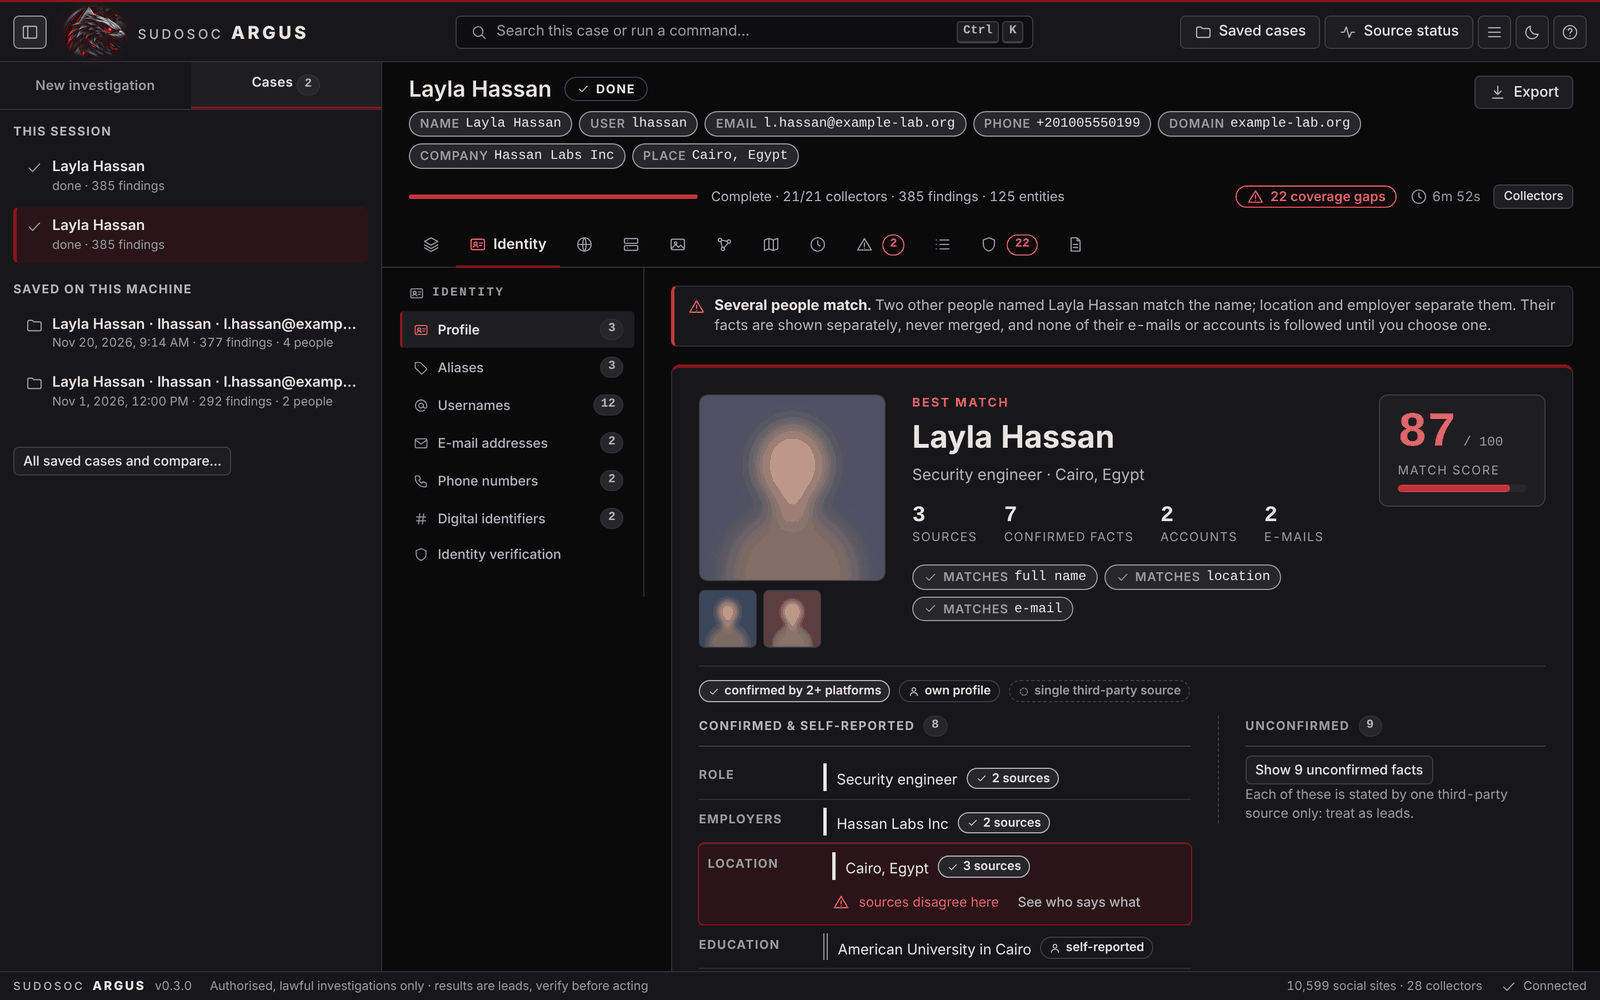 SUDOSOC ARGUS
Search this case or run a command...
Ctrl K
Saved cases
Source status
New investigation
Cases 2
THIS SESSION
Layla Hassan
done · 385 findings
Layla Hassan
done · 385 findings
SAVED ON THIS MACHINE
Layla Hassan · lhassan · l.hassan@examp...
Nov 20, 2026, 9:14 AM · 377 findings · 4 people
Layla Hassan · lhassan · l.hassan@examp...
Nov 1, 2026, 12:00 PM · 292 findings · 2 people
All saved cases and compare...
Layla Hassan
DONE
Export
NAME Layla Hassan
USER lhassan
EMAIL l.hassan@example-lab.org
PHONE +201005550199
DOMAIN example-lab.org
COMPANY Hassan Labs Inc
PLACE Cairo, Egypt
Complete · 21/21 collectors · 385 findings · 125 entities
22 coverage gaps
6m 52s
Collectors
Identity
2
22
IDENTITY
Profile 3
Aliases 3
Usernames 12
E-mail addresses 2
Phone numbers 2
Digital identifiers 2
Identity verification
Several people match. Two other people named Layla Hassan match the name; location and employer separate them. Their
facts are shown separately, never merged, and none of their e-mails or accounts is followed until you choose one.
BEST MATCH
Layla Hassan
Security engineer · Cairo, Egypt
3 SOURCES
7 CONFIRMED FACTS
2 ACCOUNTS
2 E-MAILS
MATCHES full name
MATCHES location
MATCHES e-mail
87 / 100
MATCH SCORE
confirmed by 2+ platforms
own profile
single third-party source
CONFIRMED & SELF-REPORTED 8
ROLE Security engineer 2 sources
EMPLOYERS Hassan Labs Inc 2 sources
LOCATION Cairo, Egypt 3 sources
sources disagree here See who says what
EDUCATION American University in Cairo self-reported
UNCONFIRMED 9
Show 9 unconfirmed facts
Each of these is stated by one third-party
source only: treat as leads.
SUDOSOC ARGUS v0.3.0 Authorised, lawful investigations only · results are leads, verify before acting
10,599 social sites · 28 collectors
Connected